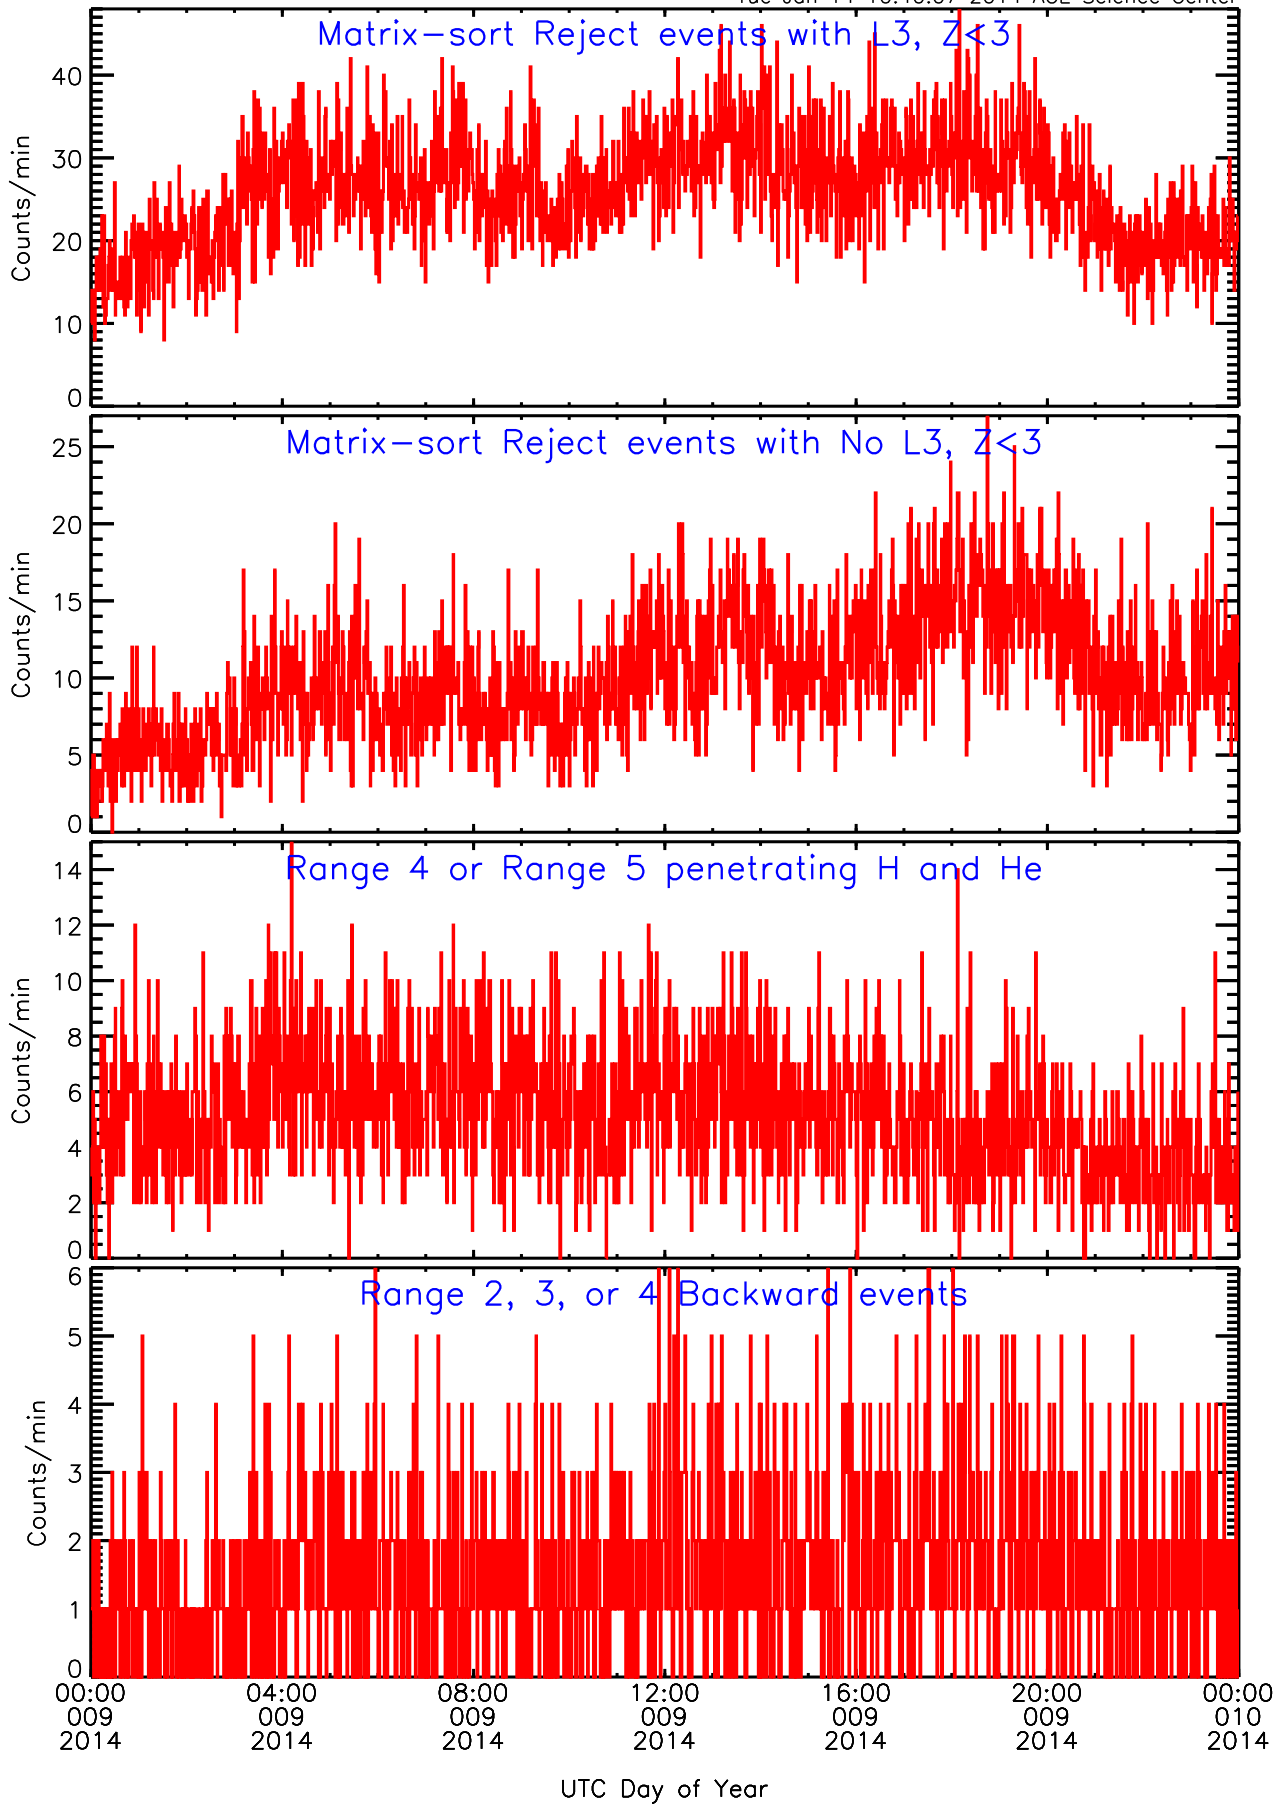 Matrix-sort Reject events with L3, Z<3
40
30
20
10
0
Counts/min
Matrix-sort Reject events with No L3, Z<3
25
20
15
10
5
0
Counts/min
Range 4 or Range 5 penetrating H and He
14
12
10
8
6
4
2
0
Counts/min
Range 2, 3, or 4 Backward events
6
5
4
3
2
1
0
Counts/min
00:00 04:00 08:00 12:00 16:00 20:00 00:00
009 009 009 009 009 009 010
2014 2014 2014 2014 2014 2014 2014
UTC Day of Year